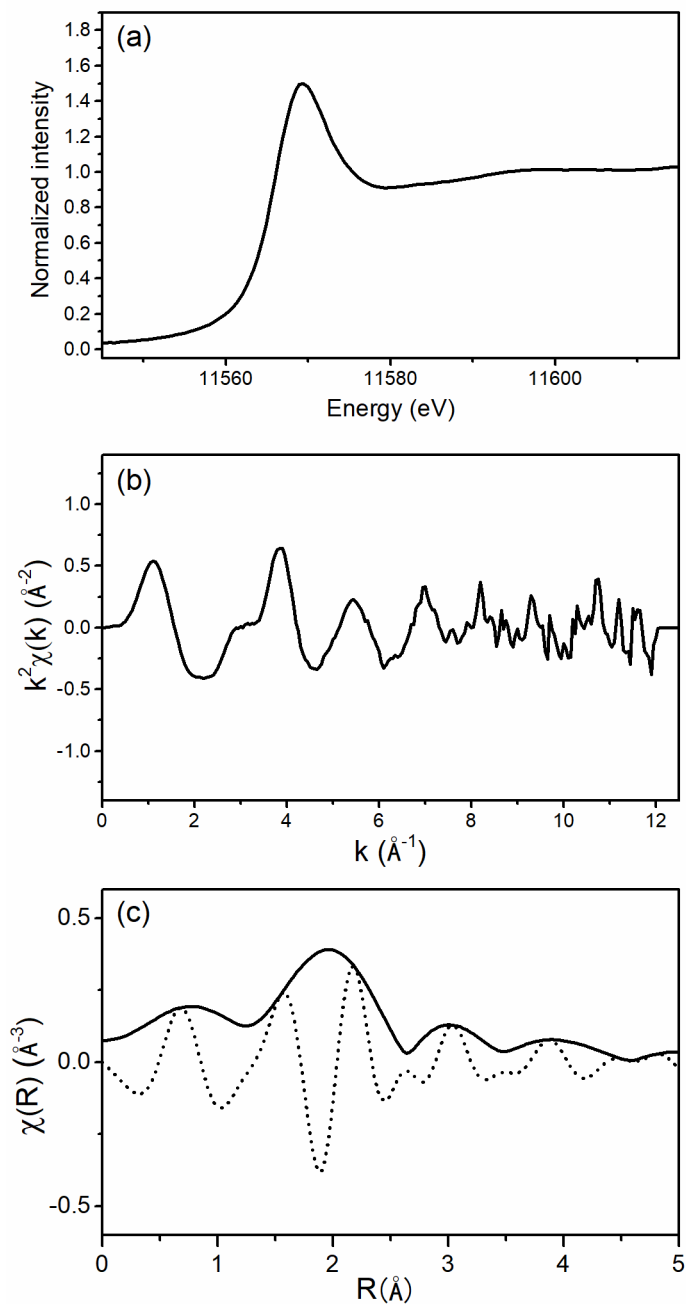 (a)
Normalized intensity
1.8
1.6
1.4
1.2
1.0
0.8
0.6
0.4
0.2
0.0
11560 11580 11600
Energy (eV)
(b)
k²χ(k) (Å⁻²)
1.0
0.5
0.0
-0.5
-1.0
0 2 4 6 8 10 12
k (Å⁻¹)
(c)
χ(R) (Å⁻³)
0.5
0.0
-0.5
0 1 2 3 4 5
R(Å)